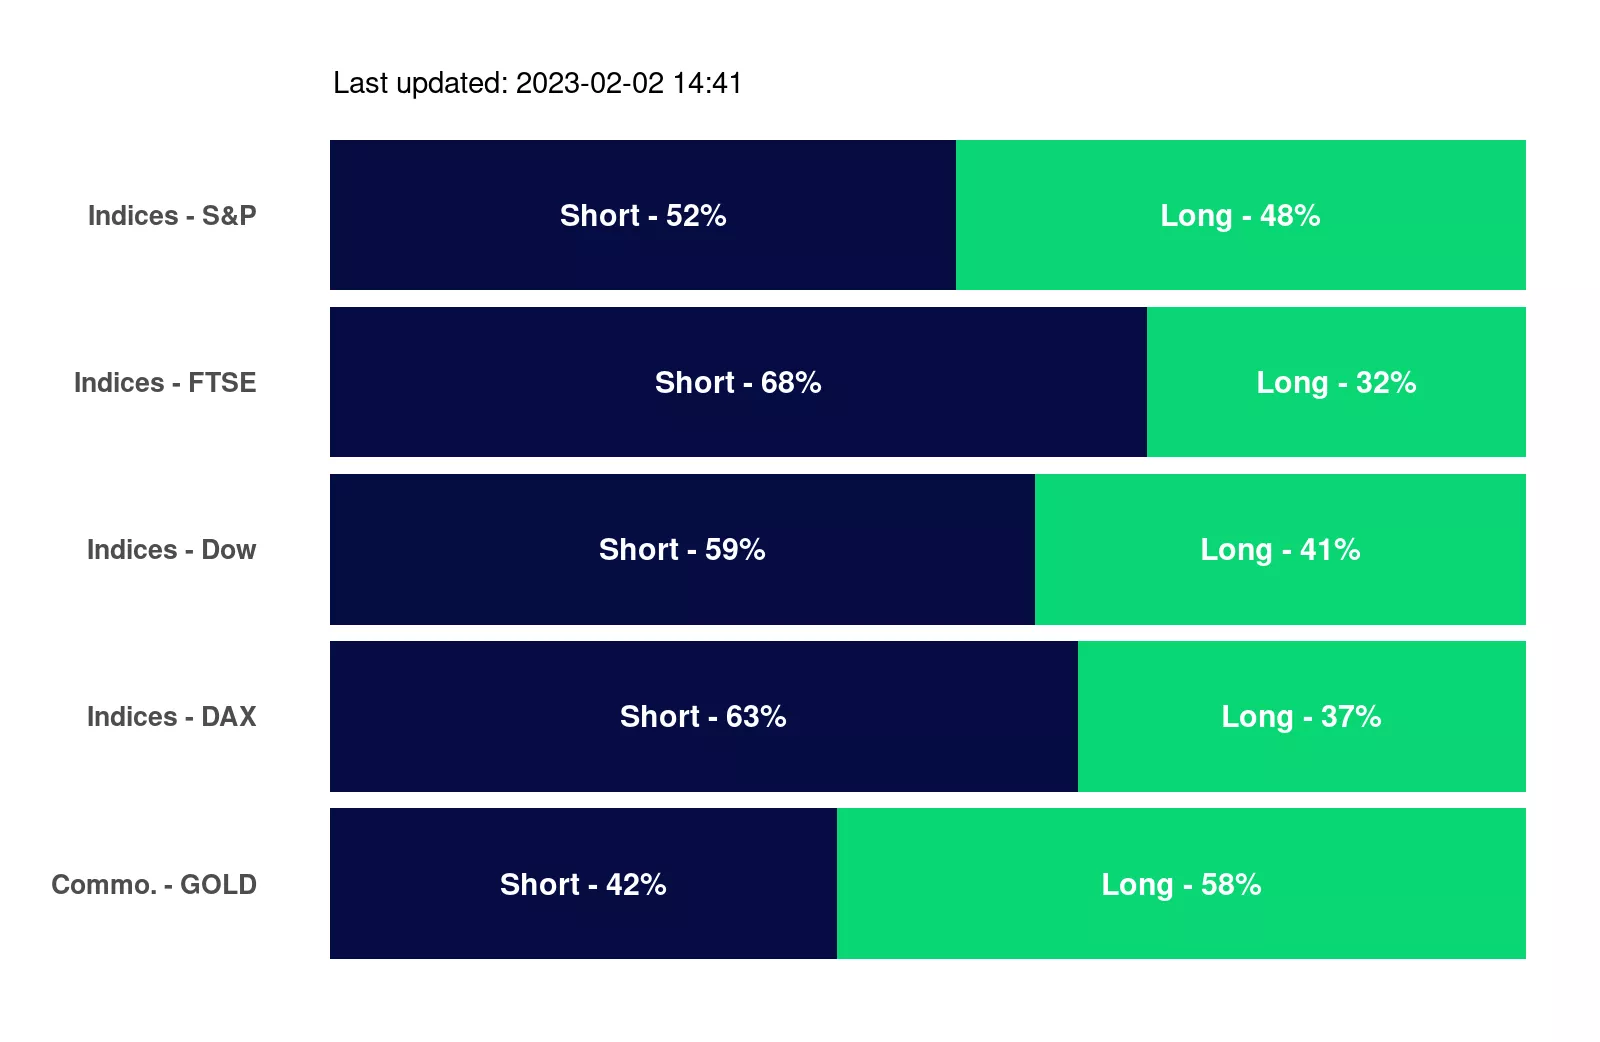 Last updated: 2023-02-02 14:41
Indices - S&P
Short - 52%
Long - 48%
Indices - FTSE
Short - 68%
Long - 32%
Indices - Dow
Short - 59%
Long - 41%
Indices - DAX
Short - 63%
Long - 37%
Commo. - GOLD
Short - 42%
Long - 58%